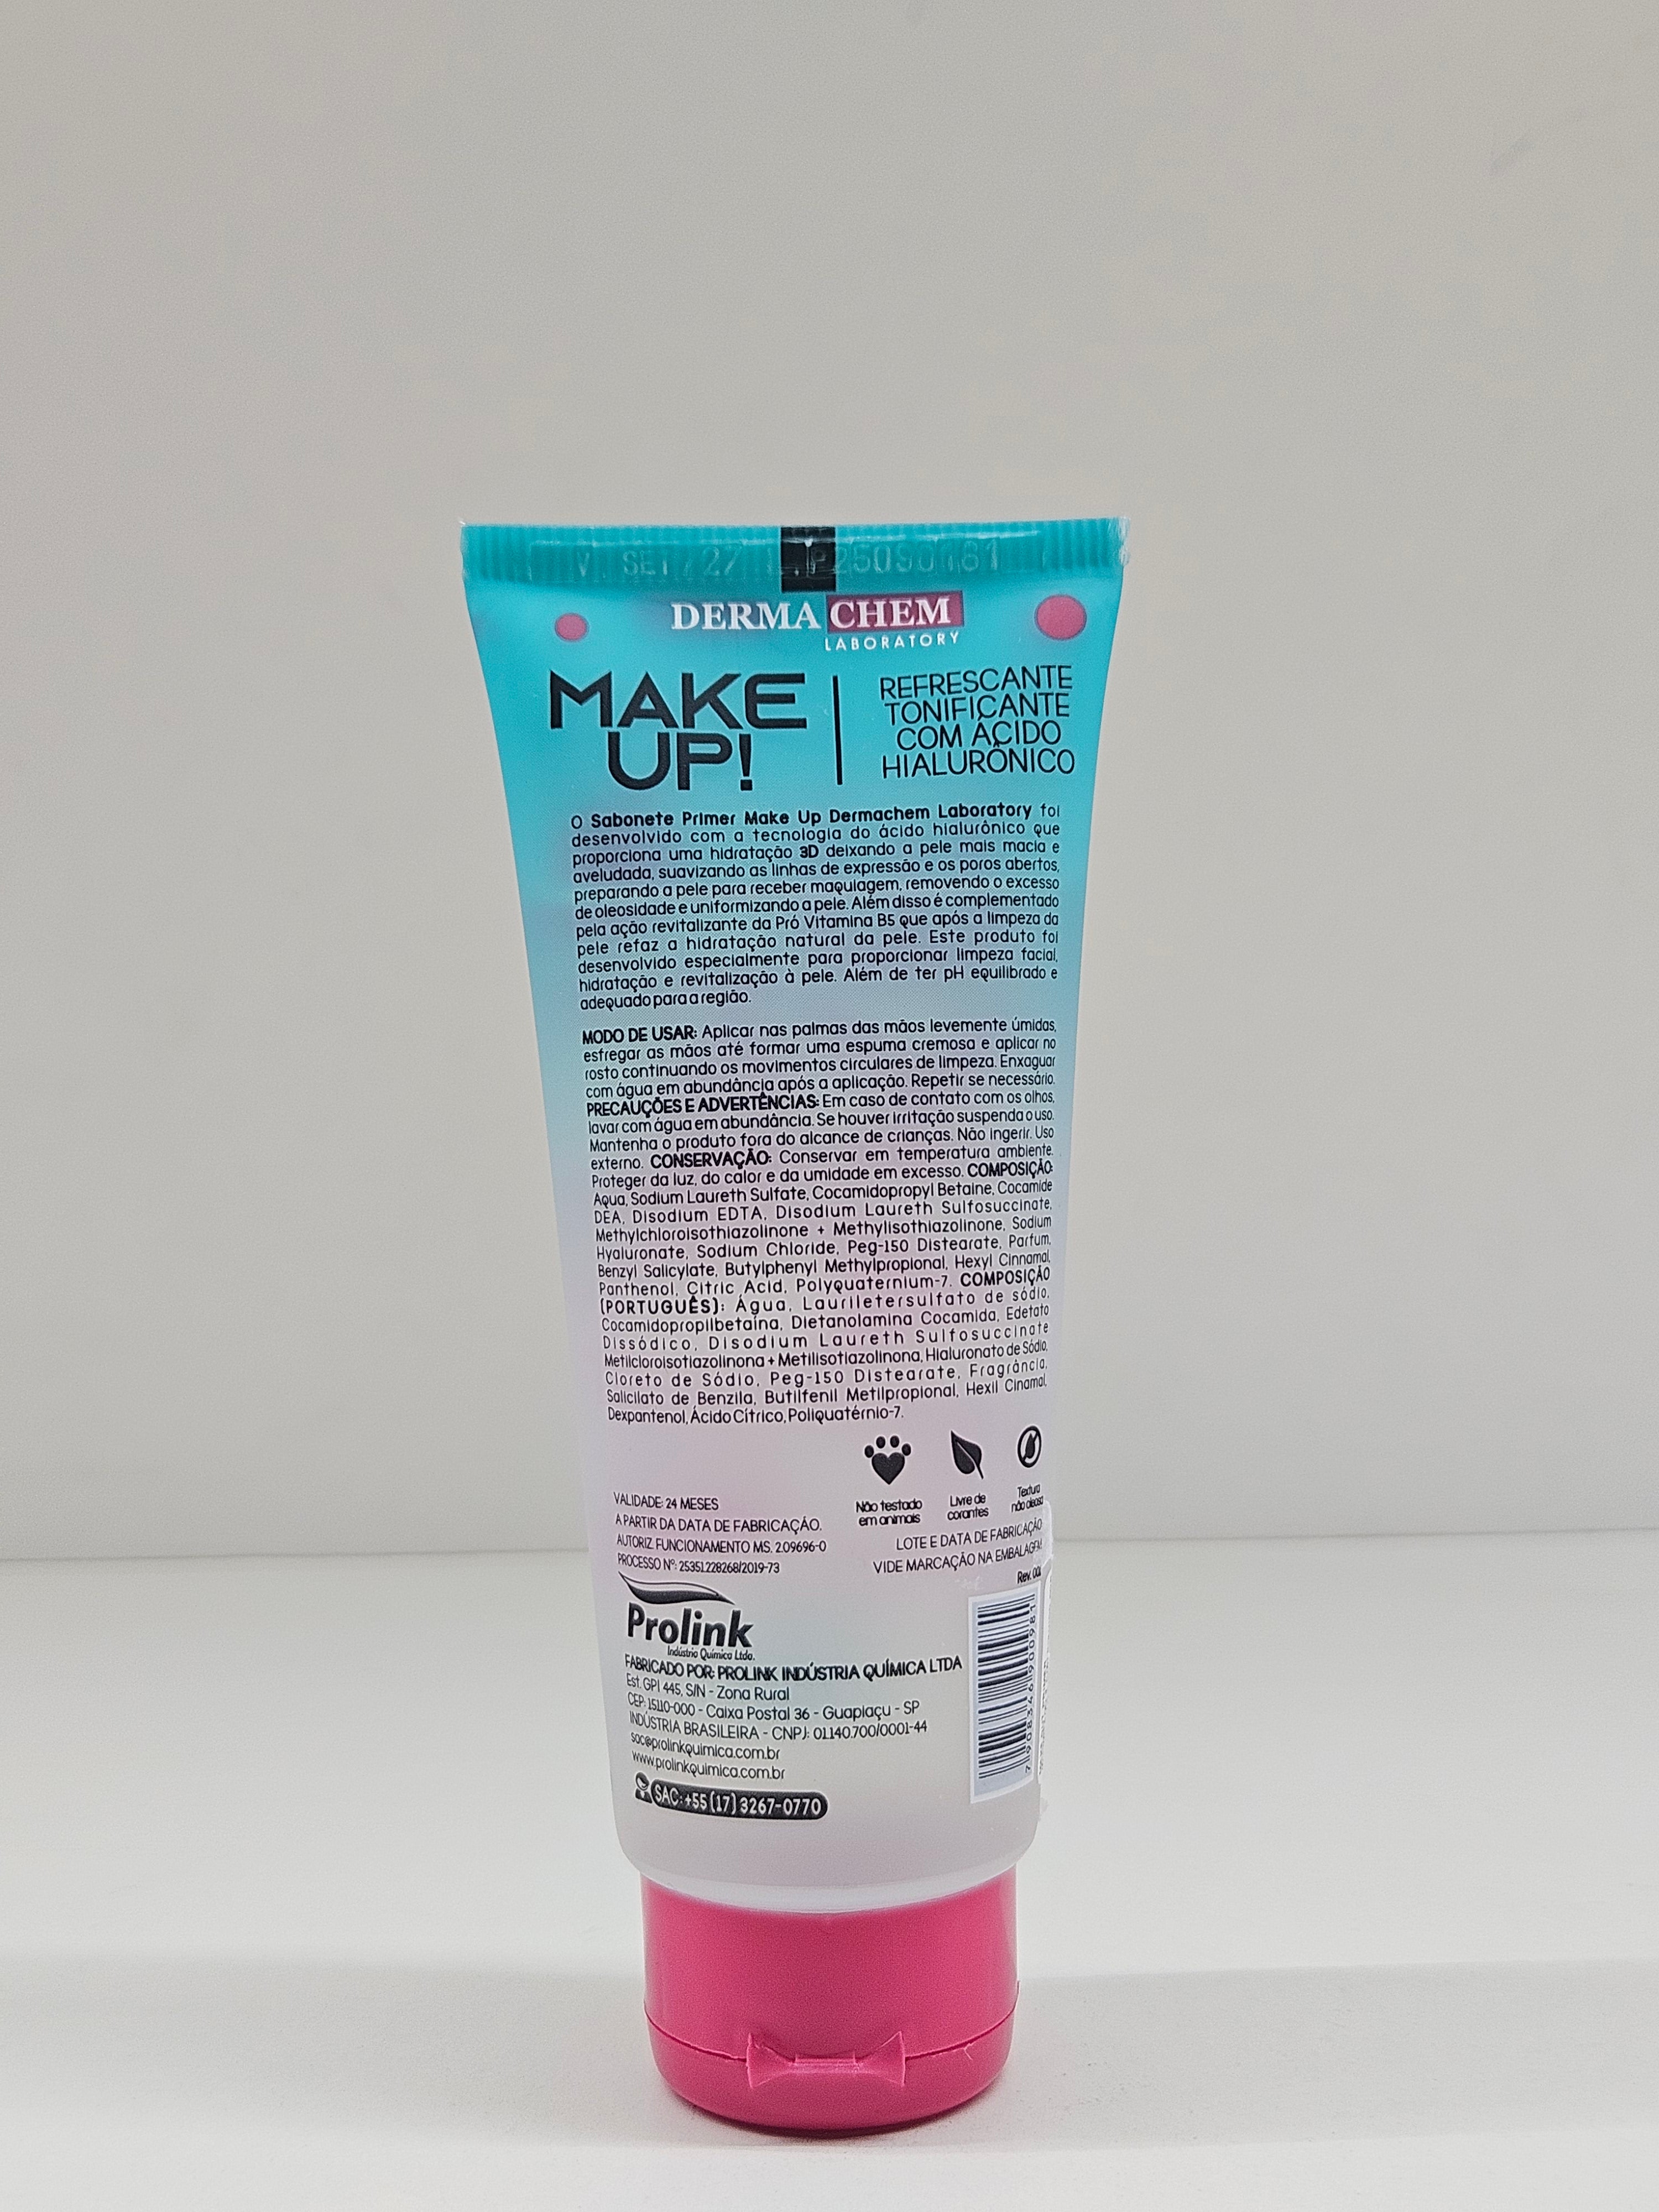 V. SET/27
DERMACHEM
LABORATORY
MAKE
UP!
REFRESCANTE
TONIFICANTE
COM ÁCIDO
HIALURÔNICO
O Sabonete Primer Make Up Dermachem Laboratory foi
desenvolvido com a tecnologia do ácido hialurônico que
proporciona uma hidratação 3D deixando a pele mais macia e
aveludada, suavizando as linhas de expressão e os poros abertos,
preparando a pele para receber maquiagem, removendo o excesso
de oleosidade e uniformizando a pele. Além disso é complementado
pela ação revitalizante da Pró Vitamina B5 que após a limpeza da
pele refaz a hidratação natural da pele. Este produto foi
desenvolvido especialmente para proporcionar limpeza facial,
hidratação e revitalização à pele. Além de ter pH equilibrado e
adequado para a região.
MODO DE USAR: Aplicar nas palmas das mãos levemente úmidas,
esfregar as mãos até formar uma espuma cremosa e aplicar no
rosto continuando os movimentos circulares de limpeza. Enxaguar
com água em abundância após a aplicação. Repetir se necessário.
PRECAUÇÕES E ADVERTÊNCIAS: Em caso de contato com os olhos,
lavar com água em abundância. Se houver irritação suspenda o uso.
Mantenha o produto fora do alcance de crianças. Não ingerir. Uso
externo. CONSERVAÇÃO: Conservar em temperatura ambiente.
Proteger da luz, do calor e da umidade em excesso. COMPOSIÇÃO:
Aqua, Sodium Laureth Sulfate, Cocamidopropyl Betaine, Cocamide
DEA, Disodium EDTA, Disodium Laureth Sulfosuccinate,
Methylchloroisothiazolinone + Methylisothiazolinone, Sodium
Hyaluronate, Sodium Chloride, Peg-150 Distearate, Parfum,
Benzyl Salicylate, Butylphenyl Methylpropional, Hexyl Cinnamal,
Panthenol, Citric Acid, Polyquaternium-7. COMPOSIÇÃO
(PORTUGUÊS): Água, Lauriletersulfato de sódio,
Cocamidopropilbetaína, Dietanolamina Cocamida, Edetato
Dissódico, Disodium Laureth Sulfosuccinate
Metilcloroisotiazolinona + Metilisotiazolinona, Hialuronato de Sódio,
Cloreto de Sódio, Peg-150 Distearate, Fragrância,
Salicilato de Benzila, Butilfenil Metilpropional, Hexil Cinamal,
Dexpantenol, Ácido Cítrico, Poliquatérnio-7.
Não testado
em animais
Livre de
corantes
Textura
não oleosa
VALIDADE: 24 MESES
A PARTIR DA DATA DE FABRICAÇÃO.
AUTORIZ. FUNCIONAMENTO MS. 2.09696-0
PROCESSO Nº: 25351.228268/2019-73
LOTE E DATA DE FABRICAÇÃO
VIDE MARCAÇÃO NA EMBALAGEM
Rev.
Prolink
Indústria Química Ltda.
FABRICADO POR: PROLINK INDÚSTRIA QUÍMICA LTDA
Est. GPI 445, S/N - Zona Rural
CEP: 15110-000 - Caixa Postal 36 - Guapiaçu - SP
INDÚSTRIA BRASILEIRA - CNPJ: 01.140.700/0001-44
sac@prolinkquimica.com.br
www.prolinkquimica.com.br
SAC: +55 (17) 3267-0770
7908346900981